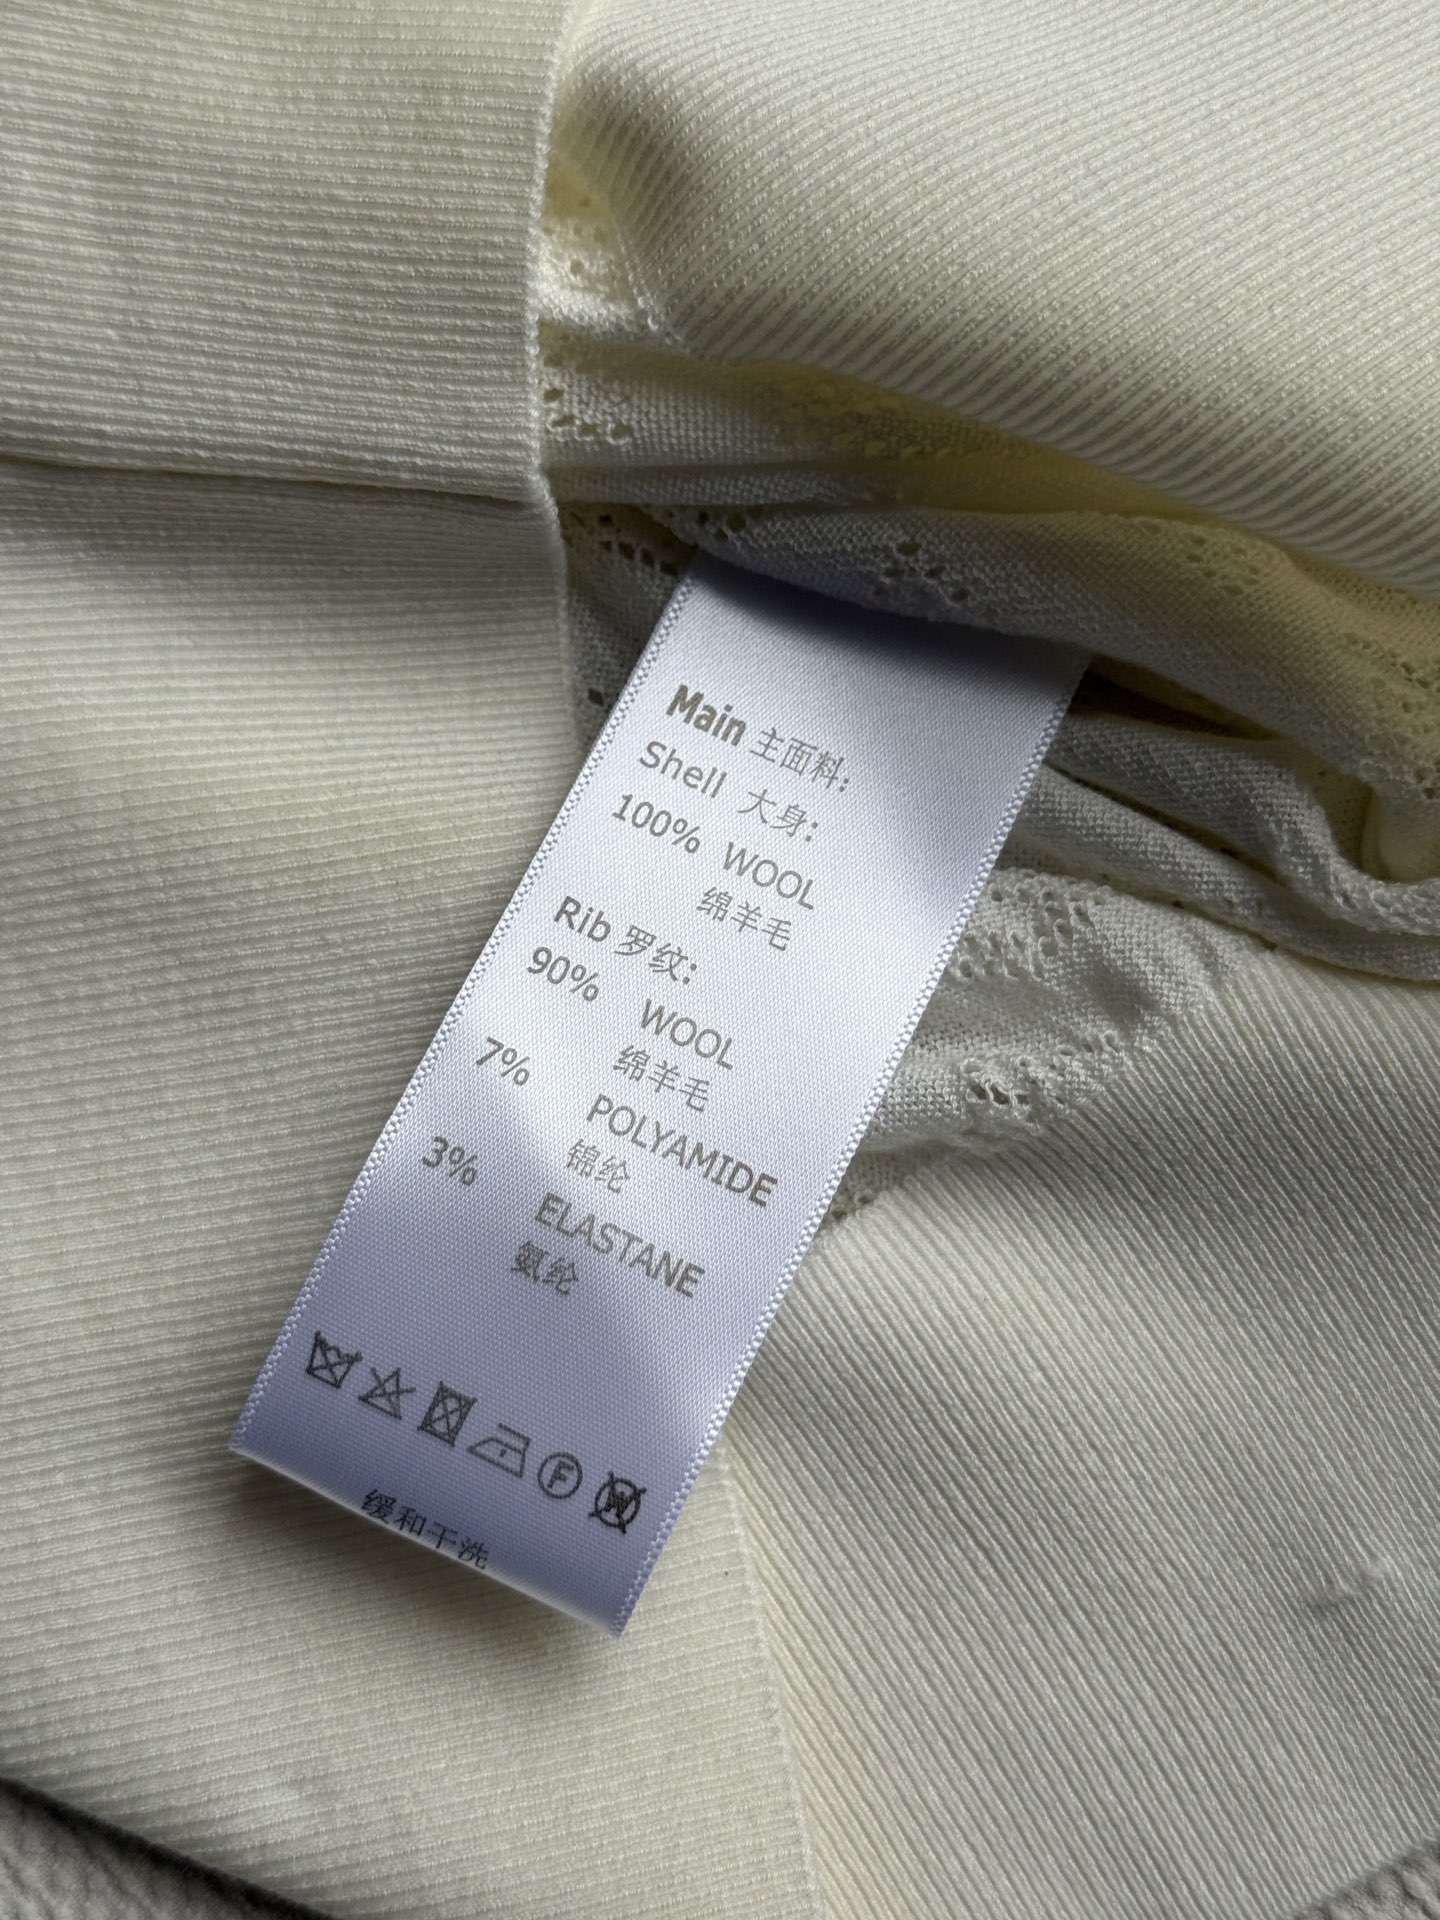 Main 主面料:
Shell 大身:
100% WOOL
绵羊毛
Rib 罗纹:
90% WOOL
绵羊毛
7% POLYAMIDE
锦纶
3% ELASTANE
氨纶
F W
缓和干洗